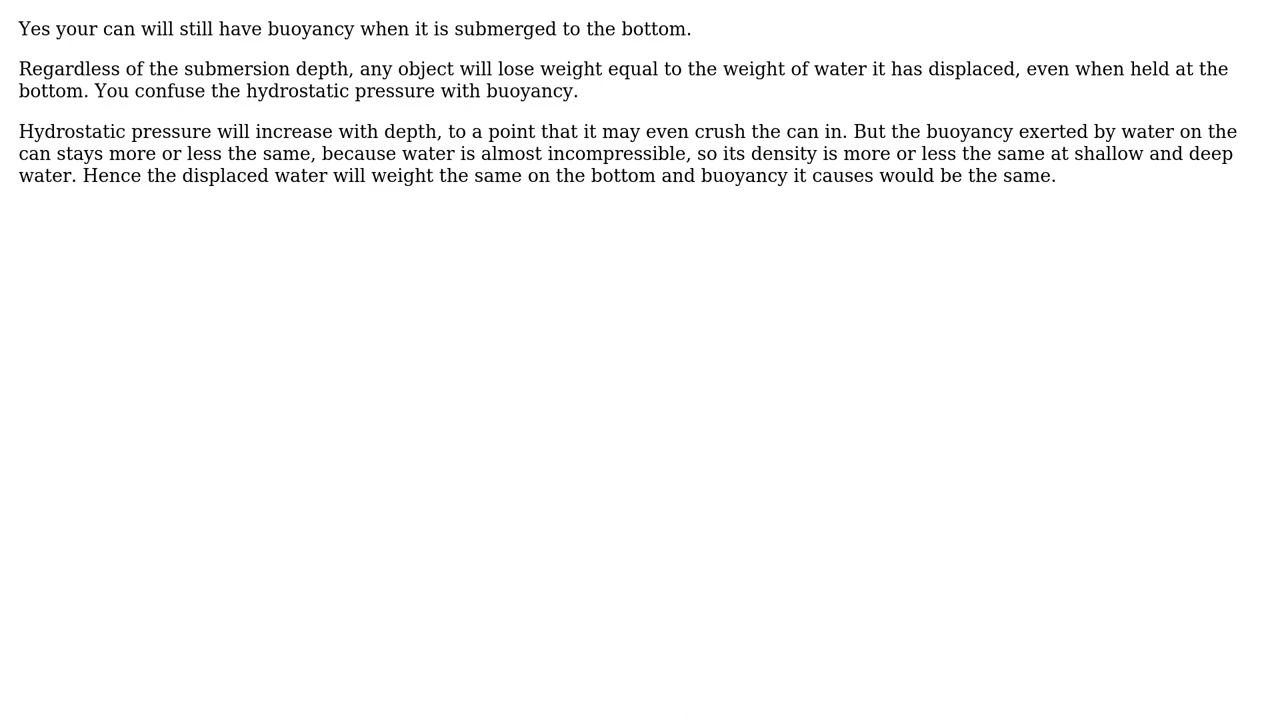 Yes your can will still have buoyancy when it is submerged to the bottom.
Regardless of the submersion depth, any object will lose weight equal to the weight of water it has displaced, even when held at the
bottom. You confuse the hydrostatic pressure with buoyancy.
Hydrostatic pressure will increase with depth, to a point that it may even crush the can in. But the buoyancy exerted by water on the
can stays more or less the same, because water is almost incompressible, so its density is more or less the same at shallow and deep
water. Hence the displaced water will weight the same on the bottom and buoyancy it causes would be the same.